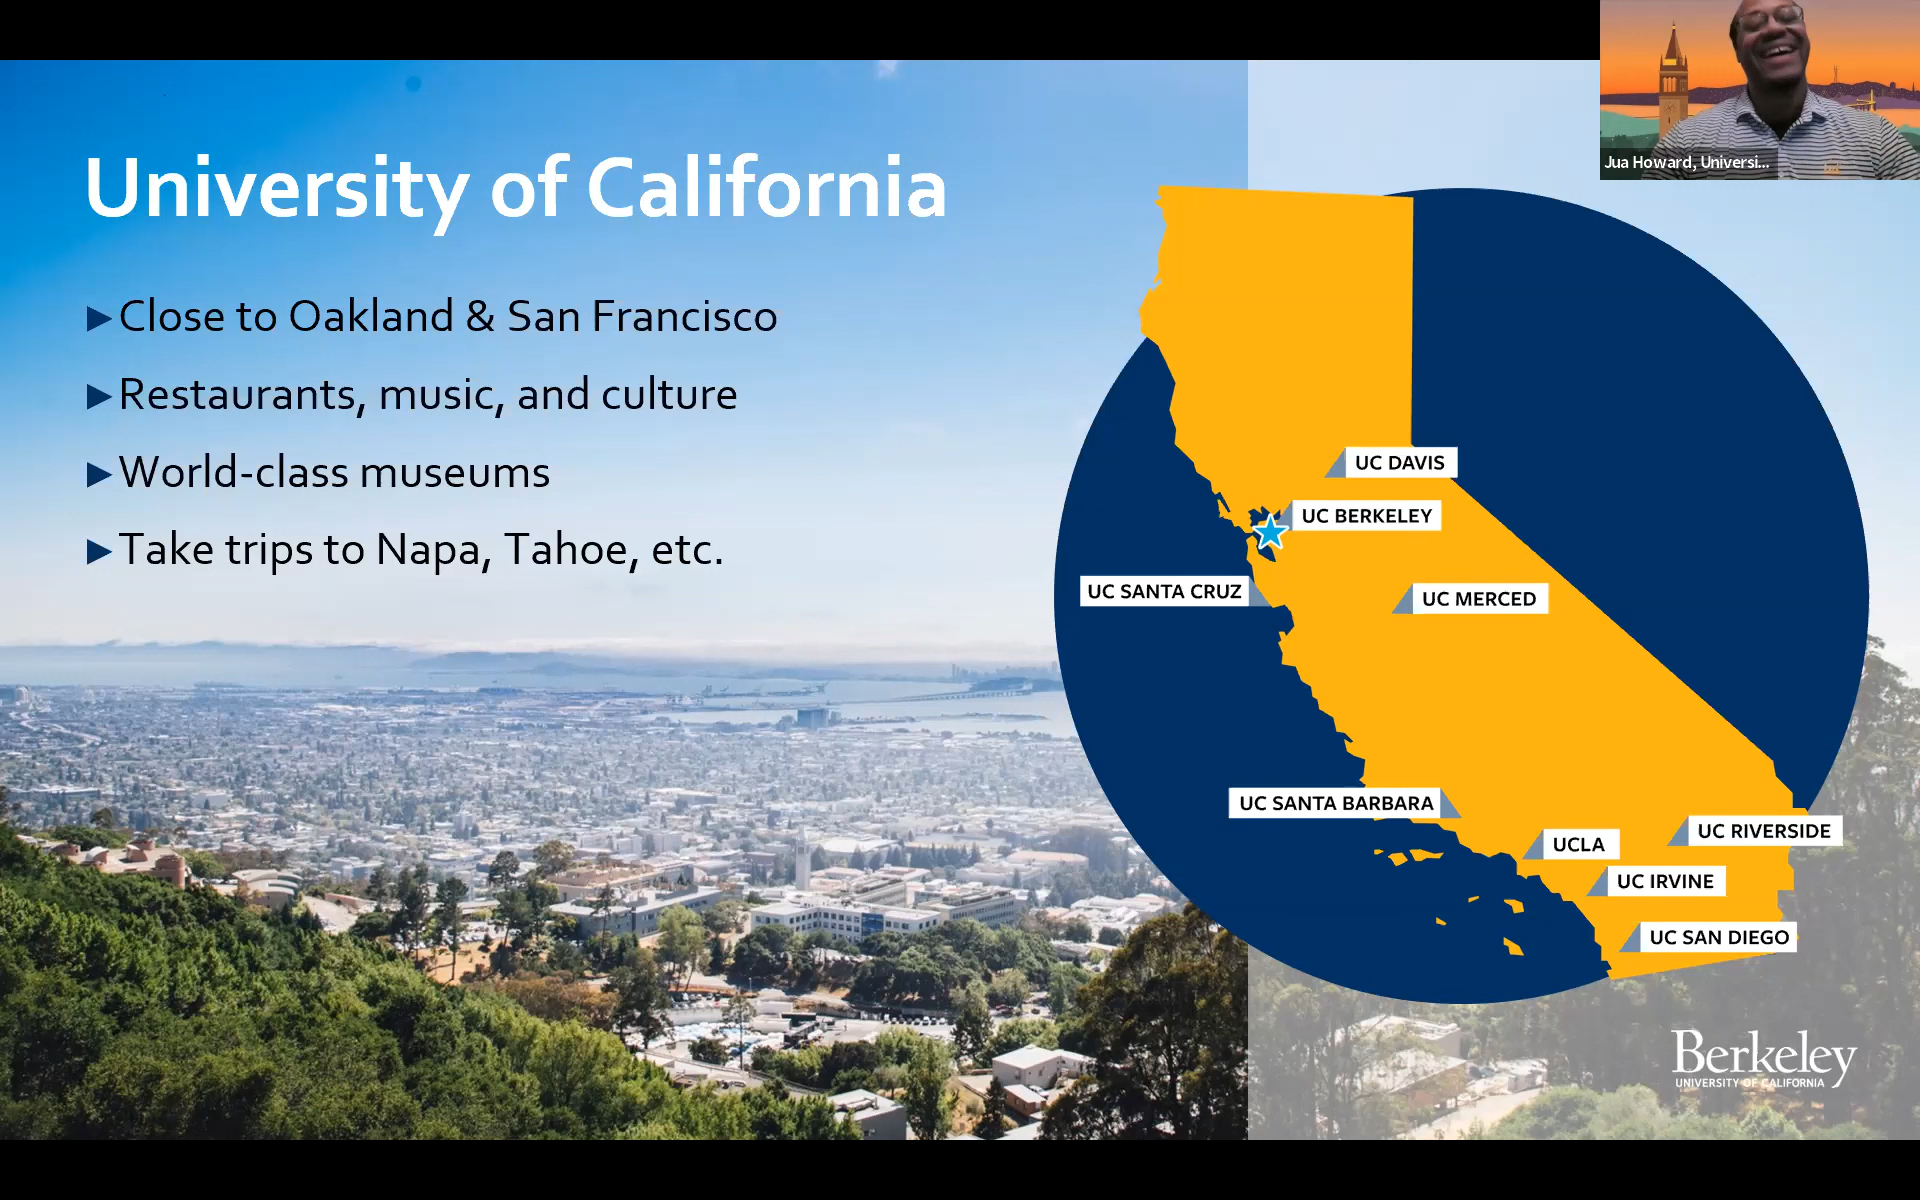 Jua Howard, Universi...
University of California
Close to Oakland & San Francisco
Restaurants, music, and culture
World-class museums
Take trips to Napa, Tahoe, etc.
UC DAVIS
UC BERKELEY
UC SANTA CRUZ
UC MERCED
UC SANTA BARBARA
UC RIVERSIDE
UCLA
UC IRVINE
UC SAN DIEGO
Berkeley
UNIVERSITY OF CALIFORNIA